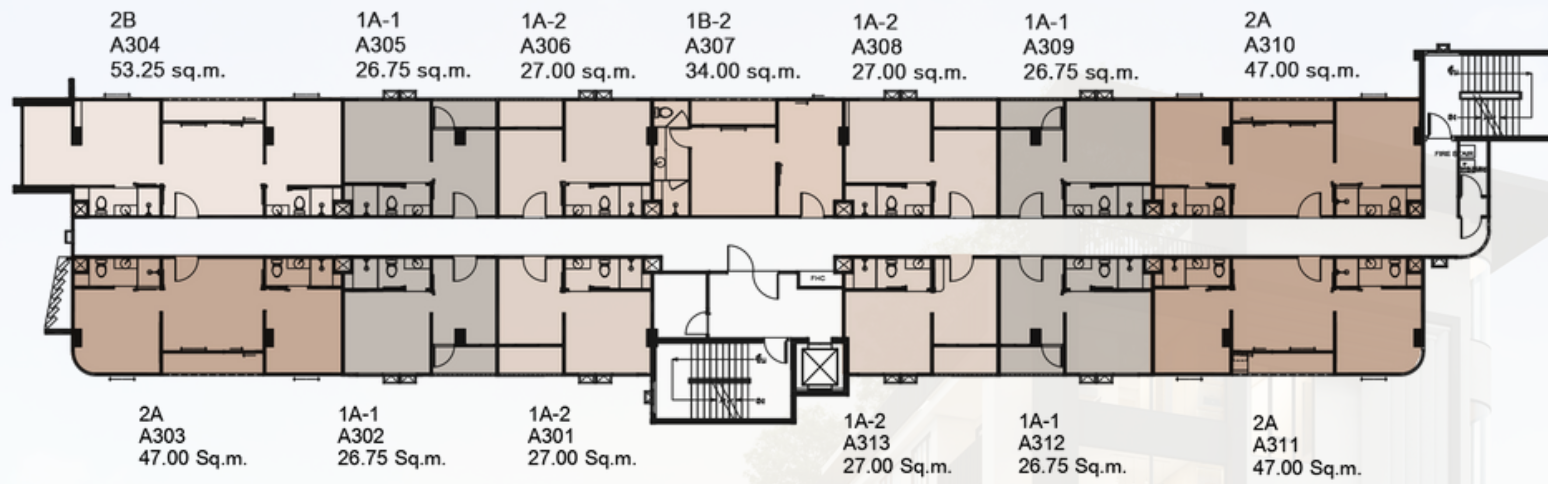 2B
A304
53.25 sq.m.
1A-1
A305
26.75 sq.m.
1A-2
A306
27.00 sq.m.
1B-2
A307
34.00 sq.m.
1A-2
A308
27.00 sq.m.
1A-1
A309
26.75 sq.m.
2A
A310
47.00 sq.m.
FIRE
FHC
2A
A303
47.00 Sq.m.
1A-1
A302
26.75 Sq.m.
1A-2
A301
27.00 Sq.m.
1A-2
A313
27.00 Sq.m.
1A-1
A312
26.75 Sq.m.
2A
A311
47.00 Sq.m.